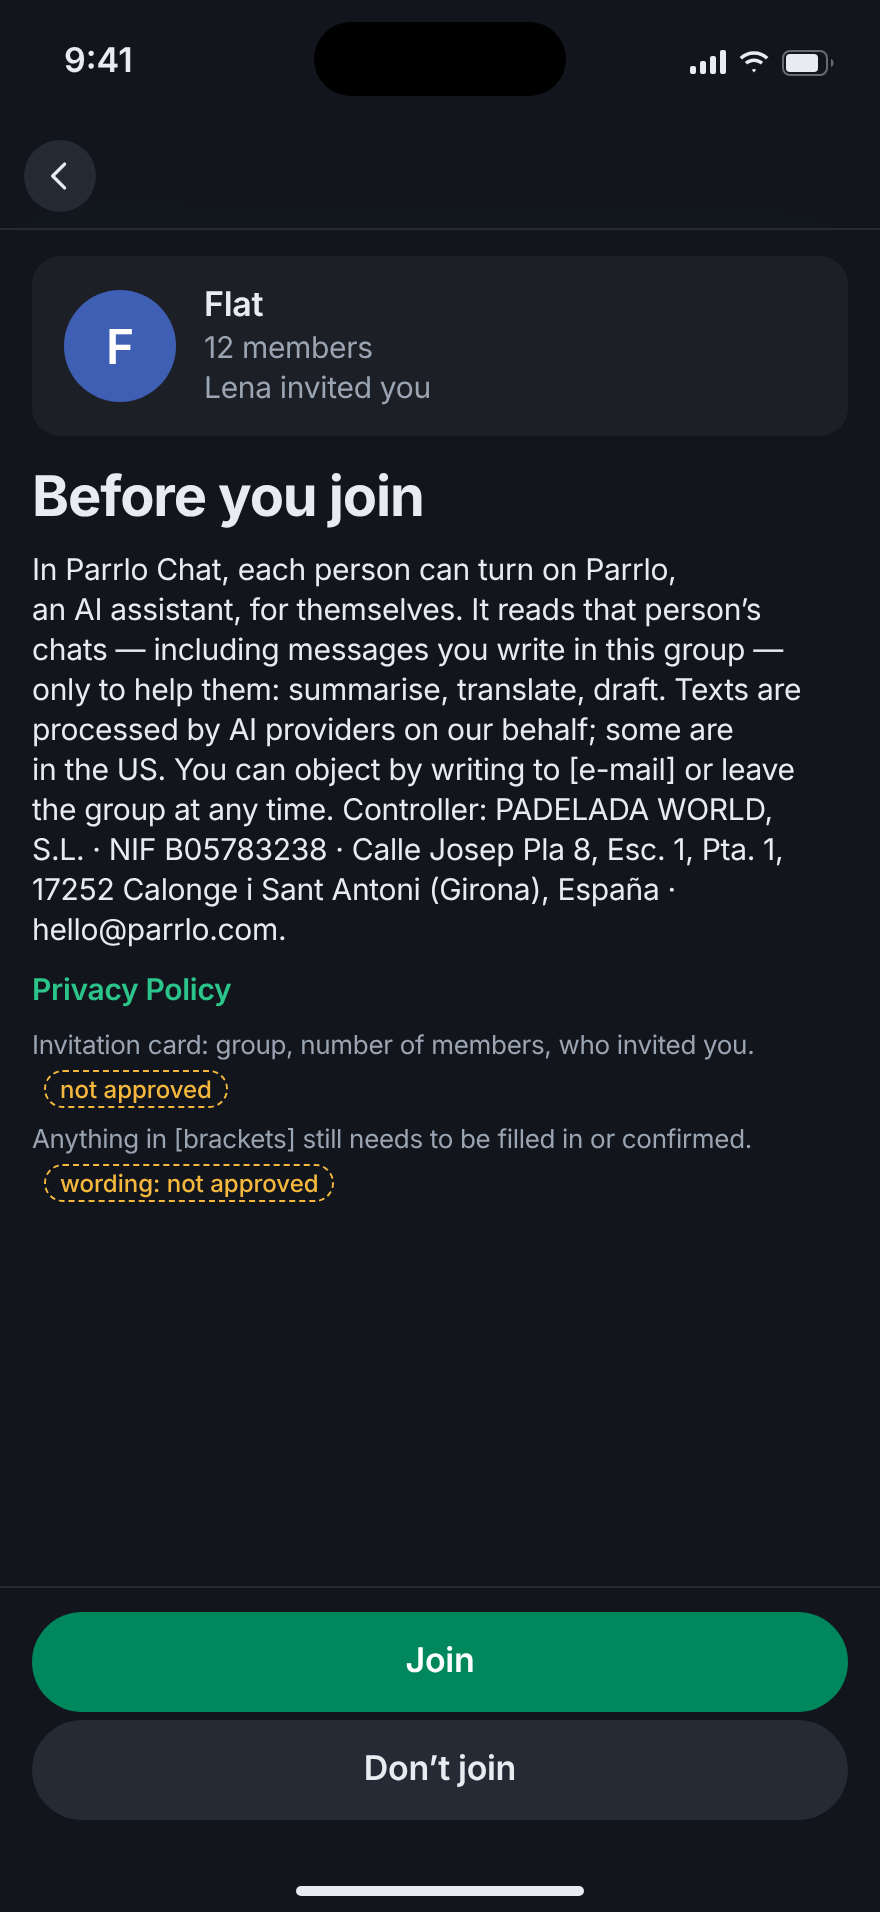 9:41
F
Flat
12 members
Lena invited you
Before you join
In Parrlo Chat, each person can turn on Parrlo,
an AI assistant, for themselves. It reads that person’s
chats — including messages you write in this group —
only to help them: summarise, translate, draft. Texts are
processed by AI providers on our behalf; some are
in the US. You can object by writing to [e-mail] or leave
the group at any time. Controller: PADELADA WORLD,
S.L. · NIF B05783238 · Calle Josep Pla 8, Esc. 1, Pta. 1,
17252 Calonge i Sant Antoni (Girona), España ·
hello@parrlo.com.
Privacy Policy
Invitation card: group, number of members, who invited you.
not approved
Anything in [brackets] still needs to be filled in or confirmed.
wording: not approved
Join
Don’t join